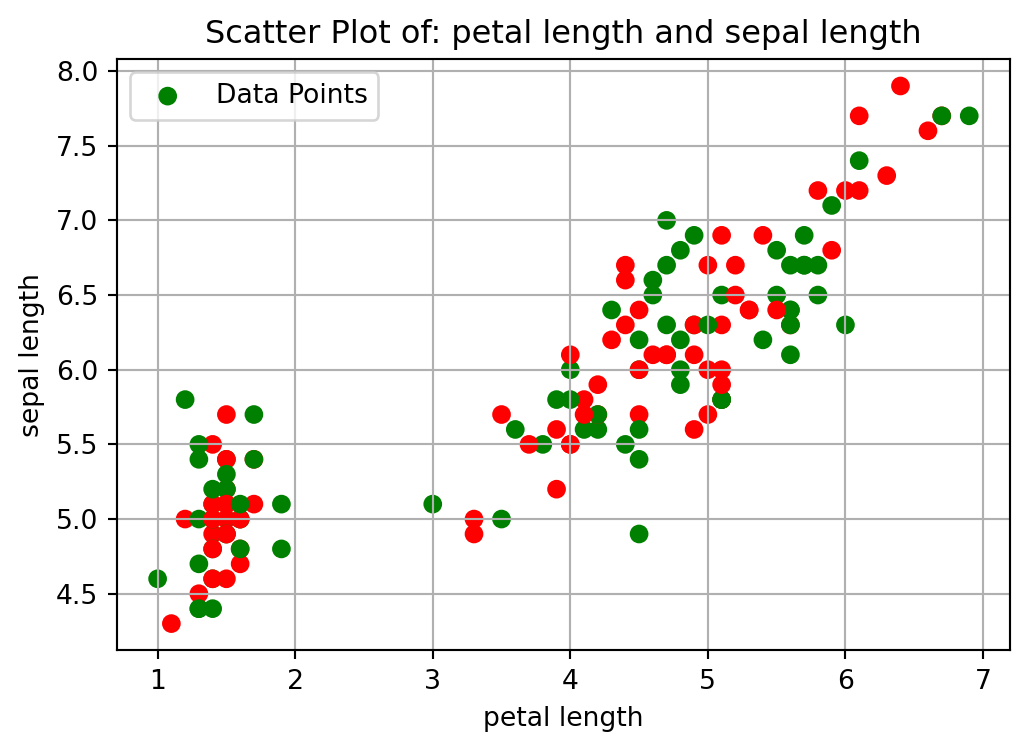 Scatter Plot of: petal length and sepal length
Data Points
8.0
7.5
7.0
6.5
6.0
5.5
5.0
4.5
sepal length
1 2 3 4 5 6 7
petal length